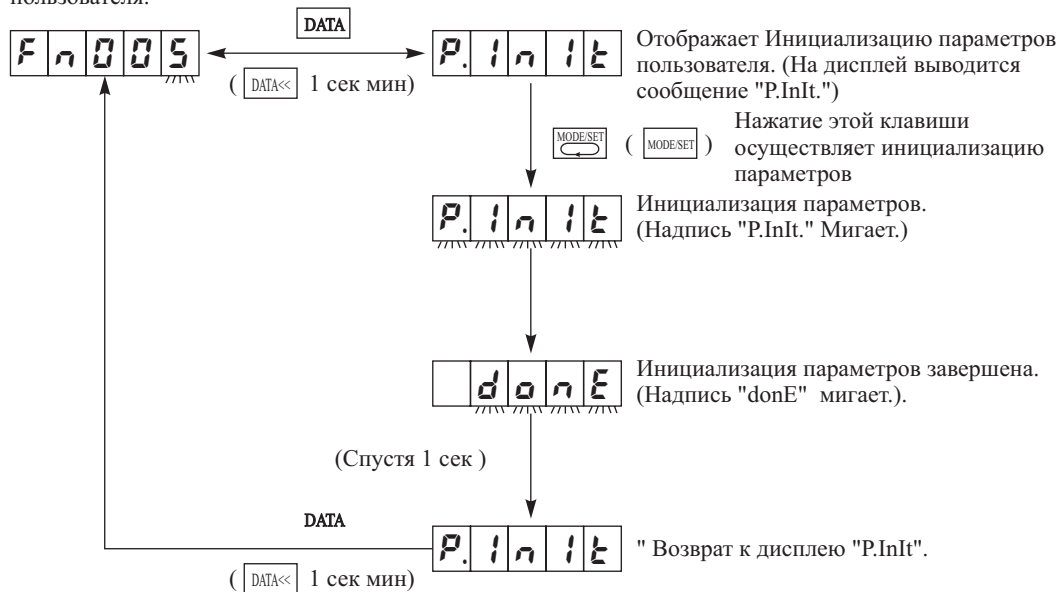 пользователя.
DATA
Fn005
P.InIt
( DATA<< 1 сек мин)
Отображает Инициализацию параметров
пользователя. (На дисплей выводится
сообщение "P.InIt.")
MODE/SET ( MODE/SET )
Нажатие этой клавиши
осуществляет инициализацию
параметров
P.InIt
Инициализация параметров.
(Надпись "P.InIt." Мигает.)
donE
Инициализация параметров завершена.
(Надпись "donE" мигает.).
(Спустя 1 сек )
DATA
P.InIt
" Возврат к дисплею "P.InIt".
( DATA<< 1 сек мин)